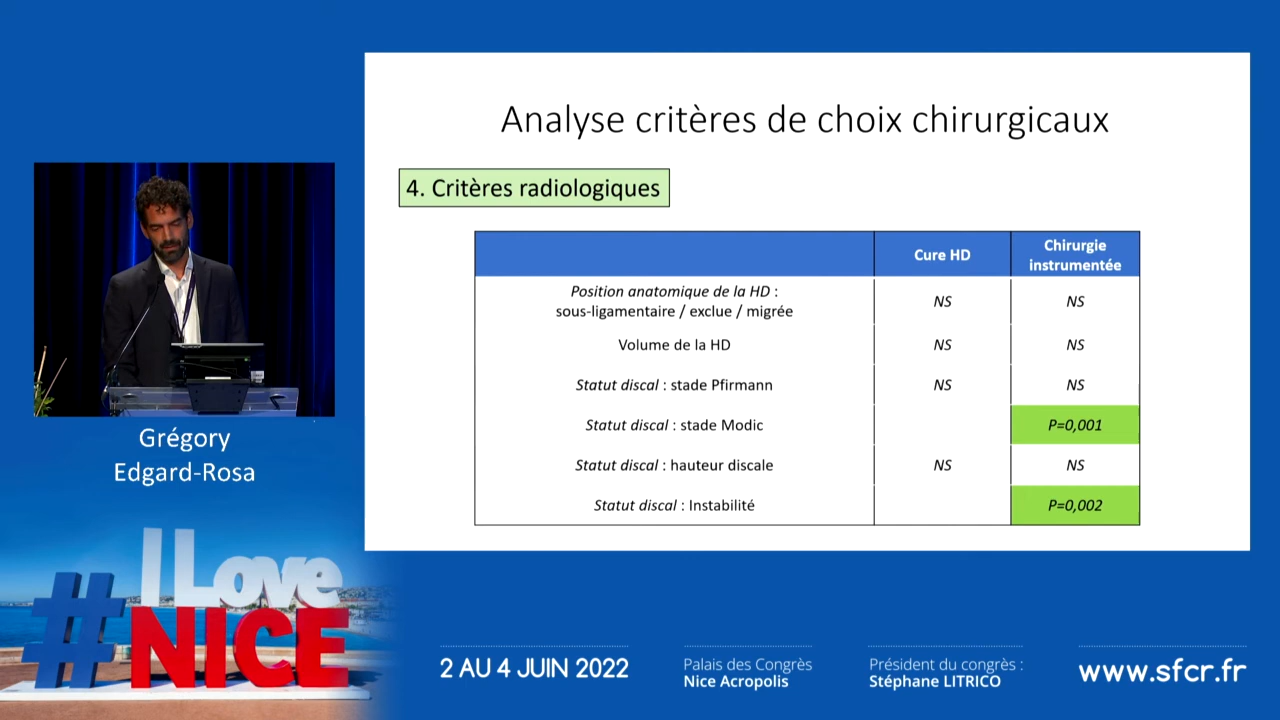 Analyse critères de choix chirurgicaux
4. Critères radiologiques
Cure HD
Chirurgie
instrumentée
Position anatomique de la HD :
sous-ligamentaire / exclue / migrée
NS
NS
Volume de la HD
NS
NS
Statut discal : stade Pfirmann
NS
NS
Statut discal : stade Modic
P=0,001
Statut discal : hauteur discale
NS
NS
Statut discal : Instabilité
P=0,002
Grégory
Edgard-Rosa
# I Love
NICE
2 AU 4 JUIN 2022
Palais des Congrès
Nice Acropolis
Président du congrès :
Stéphane LITRICO
www.sfcr.fr